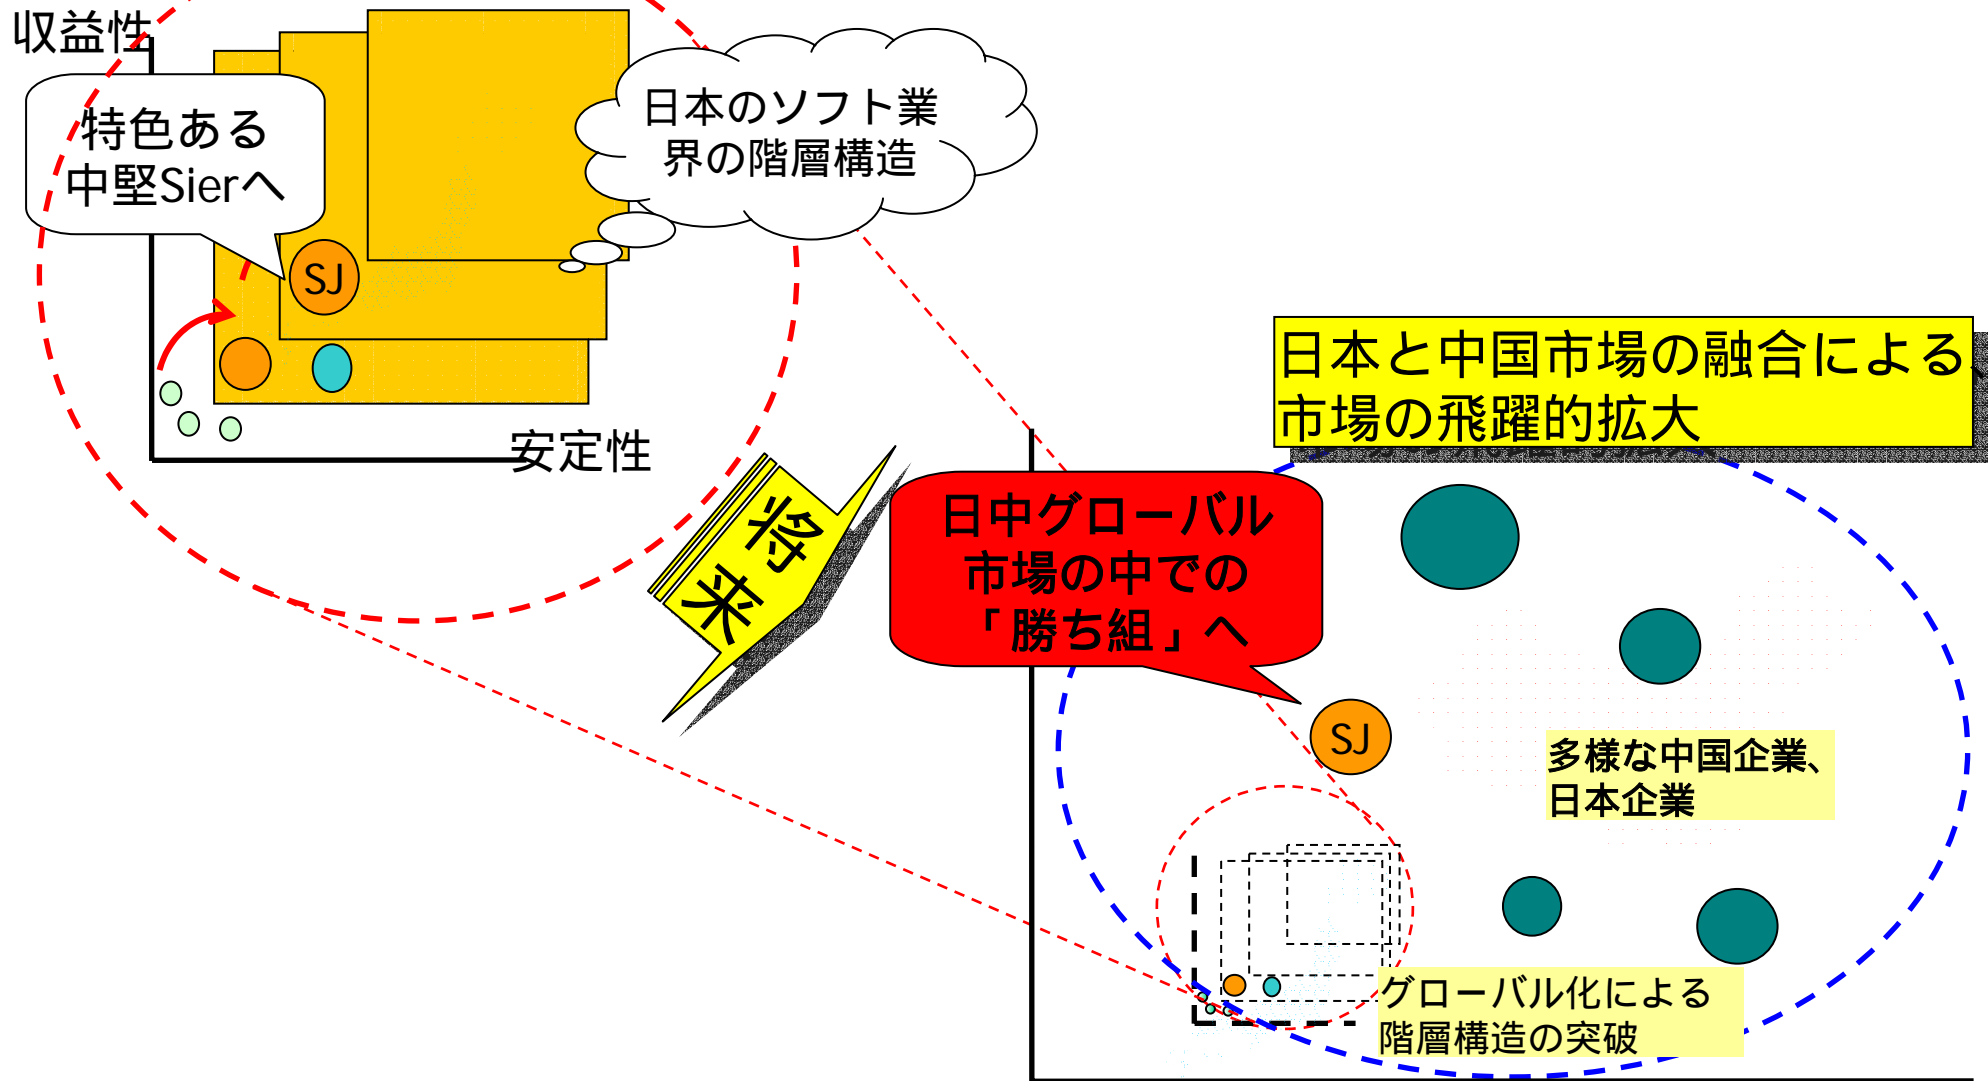 収益性
特色ある
中堅Sierへ
日本のソフト業
界の階層構造
SJ
安定性
将来
日本と中国市場の融合による、
市場の飛躍的拡大
日中グローバル
市場の中での
「勝ち組」へ
SJ
多様な中国企業、
日本企業
グローバル化による
階層構造の突破